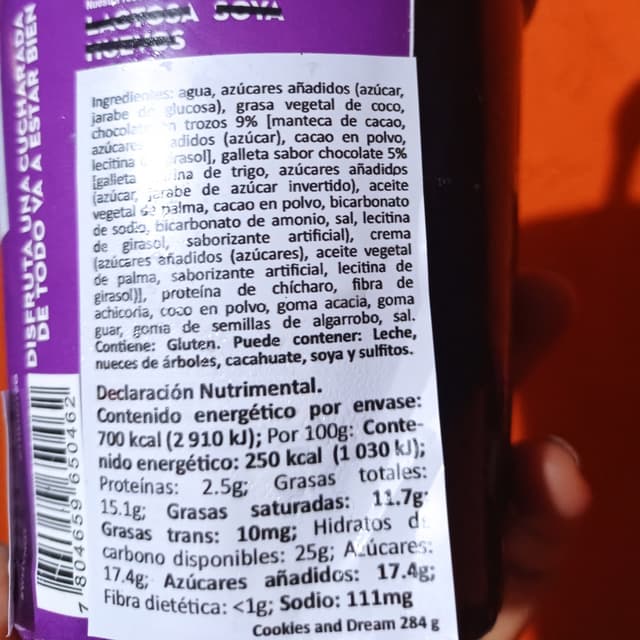 LACTOSA SOYA
HUEVOS
DISFRUTA UNA CUCHARADA
DE TODO VA A ESTAR BIEN
Ingredientes: agua, azúcares añadidos (azúcar,
jarabe de glucosa), grasa vegetal de coco,
chocolate en trozos 9% [manteca de cacao,
azúcares añadidos (azúcar), cacao en polvo,
lecitina de girasol], galleta sabor chocolate 5%
[galleta harina de trigo, azúcares añadidos
(azúcar, jarabe de azúcar invertido), aceite
vegetal de palma, cacao en polvo, bicarbonato
de sodio, bicarbonato de amonio, sal, lecitina
de girasol, saborizante artificial), crema
(azúcares añadidos (azúcares), aceite vegetal
de palma, saborizante artificial, lecitina de
girasol)], proteína de chícharo, fibra de
achicoria, coco en polvo, goma acacia, goma
guar, goma de semillas de algarrobo, sal.
Contiene: Gluten. Puede contener: Leche,
nueces de árboles, cacahuate, soya y sulfitos.
Declaración Nutrimental.
Contenido energético por envase:
700 kcal (2 910 kJ); Por 100g: Conte-
nido energético: 250 kcal (1 030 kJ);
Proteínas: 2.5g; Grasas totales:
15.1g; Grasas saturadas: 11.7g;
Grasas trans: 10mg; Hidratos de
carbono disponibles: 25g; Azúcares:
17.4g; Azúcares añadidos: 17.4g;
Fibra dietética: <1g; Sodio: 111mg
Cookies and Dream 284 g
7 804659 650462